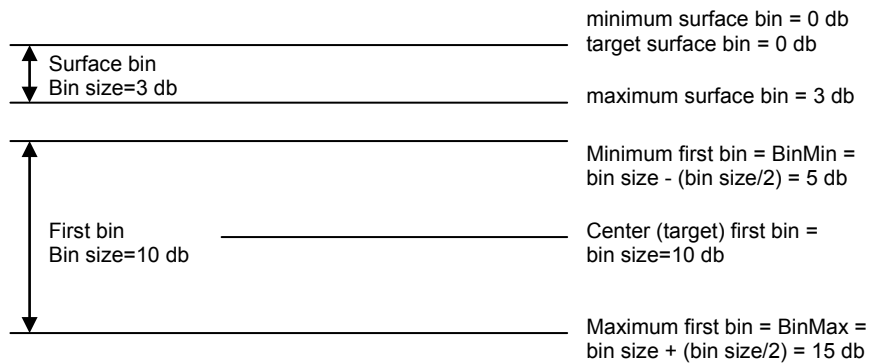 minimum surface bin = 0 db
target surface bin = 0 db
Surface bin
Bin size=3 db
maximum surface bin = 3 db
Minimum first bin = BinMin =
bin size - (bin size/2) = 5 db
First bin
Bin size=10 db
Center (target) first bin =
bin size=10 db
Maximum first bin = BinMax =
bin size + (bin size/2) = 15 db